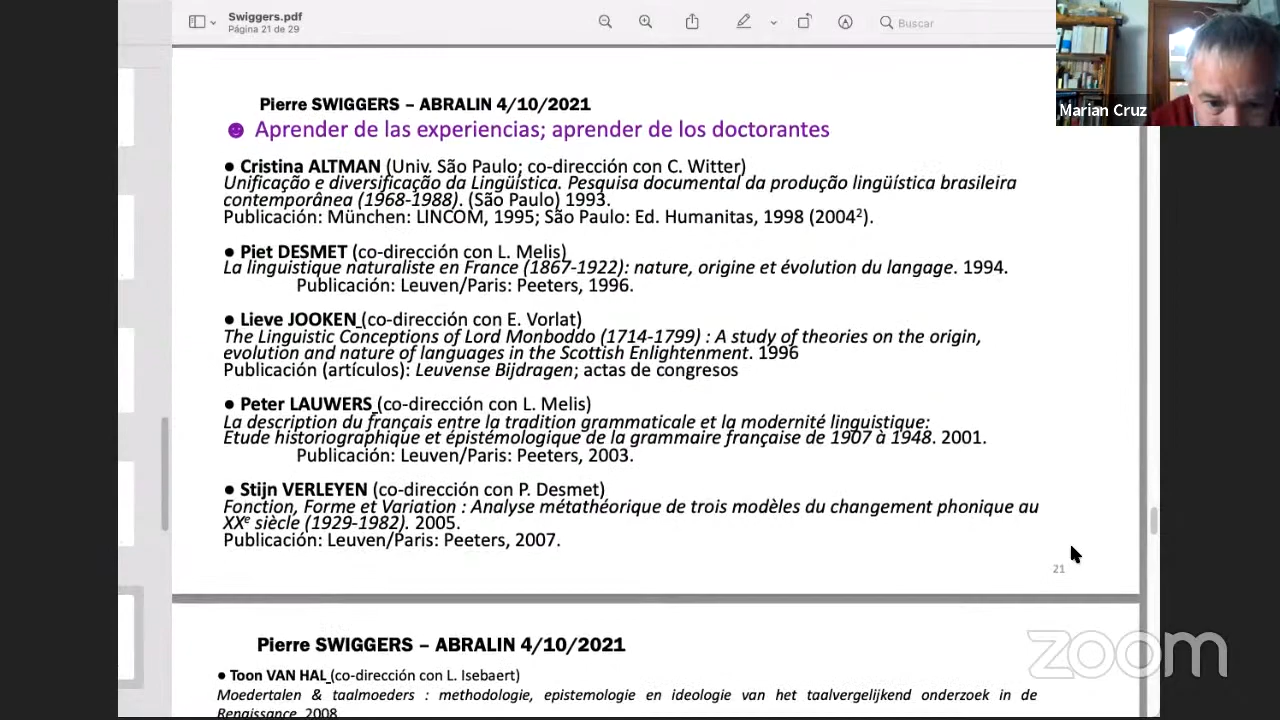 Swiggers.pdf
Página 21 de 29
Buscar
Marian Cruz
Pierre SWIGGERS – ABRALIN 4/10/2021
☻ Aprender de las experiencias; aprender de los doctorantes
● Cristina ALTMAN (Univ. São Paulo; co-dirección con C. Witter)
Unificação e diversificação da Lingüística. Pesquisa documental da produção lingüística brasileira
contemporânea (1968-1988). (São Paulo) 1993.
Publicación: München: LINCOM, 1995; São Paulo: Ed. Humanitas, 1998 (2004²).
● Piet DESMET (co-dirección con L. Melis)
La linguistique naturaliste en France (1867-1922): nature, origine et évolution du langage. 1994.
Publicación: Leuven/Paris: Peeters, 1996.
● Lieve JOOKEN (co-dirección con E. Vorlat)
The Linguistic Conceptions of Lord Monboddo (1714-1799) : A study of theories on the origin,
evolution and nature of languages in the Scottish Enlightenment. 1996
Publicación (artículos): Leuvense Bijdragen; actas de congresos
● Peter LAUWERS (co-dirección con L. Melis)
La description du français entre la tradition grammaticale et la modernité linguistique:
Etude historiographique et épistémologique de la grammaire française de 1907 à 1948. 2001.
Publicación: Leuven/Paris: Peeters, 2003.
● Stijn VERLEYEN (co-dirección con P. Desmet)
Fonction, Forme et Variation : Analyse métathéorique de trois modèles du changement phonique au
XXᵉ siècle (1929-1982). 2005.
Publicación: Leuven/Paris: Peeters, 2007.
21
Pierre SWIGGERS – ABRALIN 4/10/2021
● Toon VAN HAL (co-dirección con L. Isebaert)
Moedertalen & taalmoeders : methodologie, epistemologie en ideologie van het taalvergelijkend onderzoek in de
Renaissance. 2008
zoom